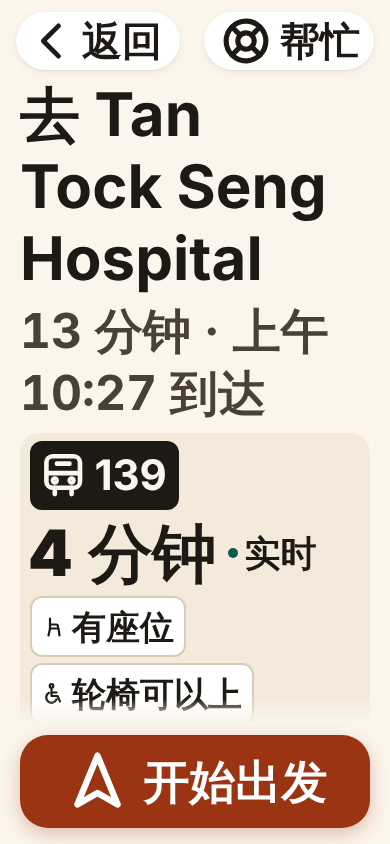 返回
帮忙
去 Tan
Tock Seng
Hospital
13 分钟 · 上午
10:27 到达
139
4 分钟
•实时
有座位
轮椅可以上
开始出发